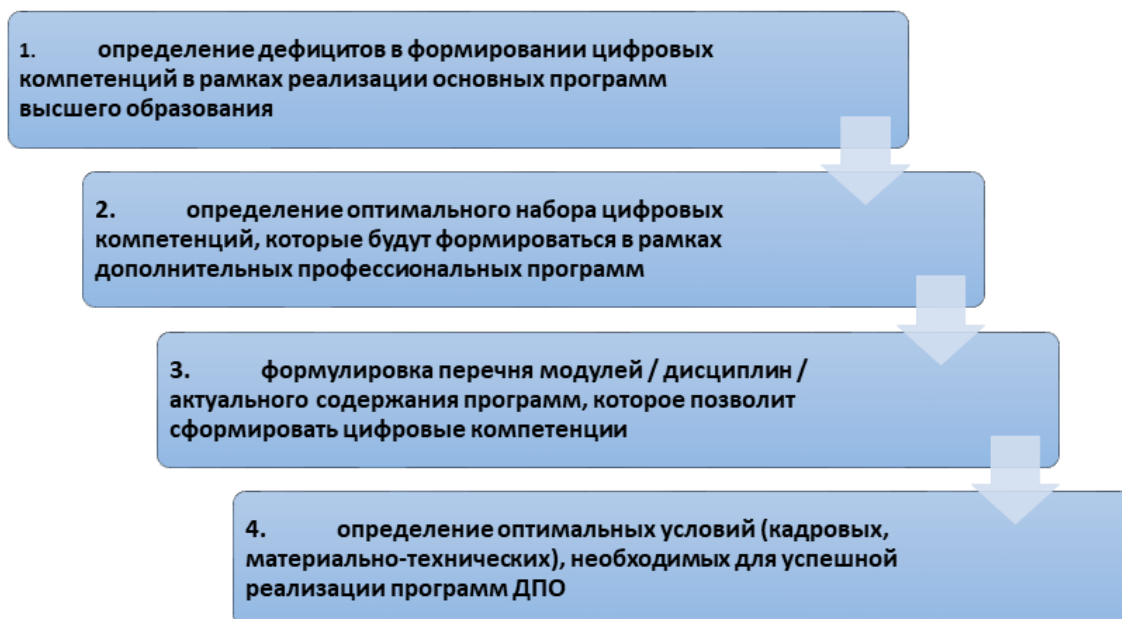 1. определение дефицитов в формировании цифровых
компетенций в рамках реализации основных программ
высшего образования
2. определение оптимального набора цифровых
компетенций, которые будут формироваться в рамках
дополнительных профессиональных программ
3. формулировка перечня модулей / дисциплин /
актуального содержания программ, которое позволит
сформировать цифровые компетенции
4. определение оптимальных условий (кадровых,
материально-технических), необходимых для успешной
реализации программ ДПО